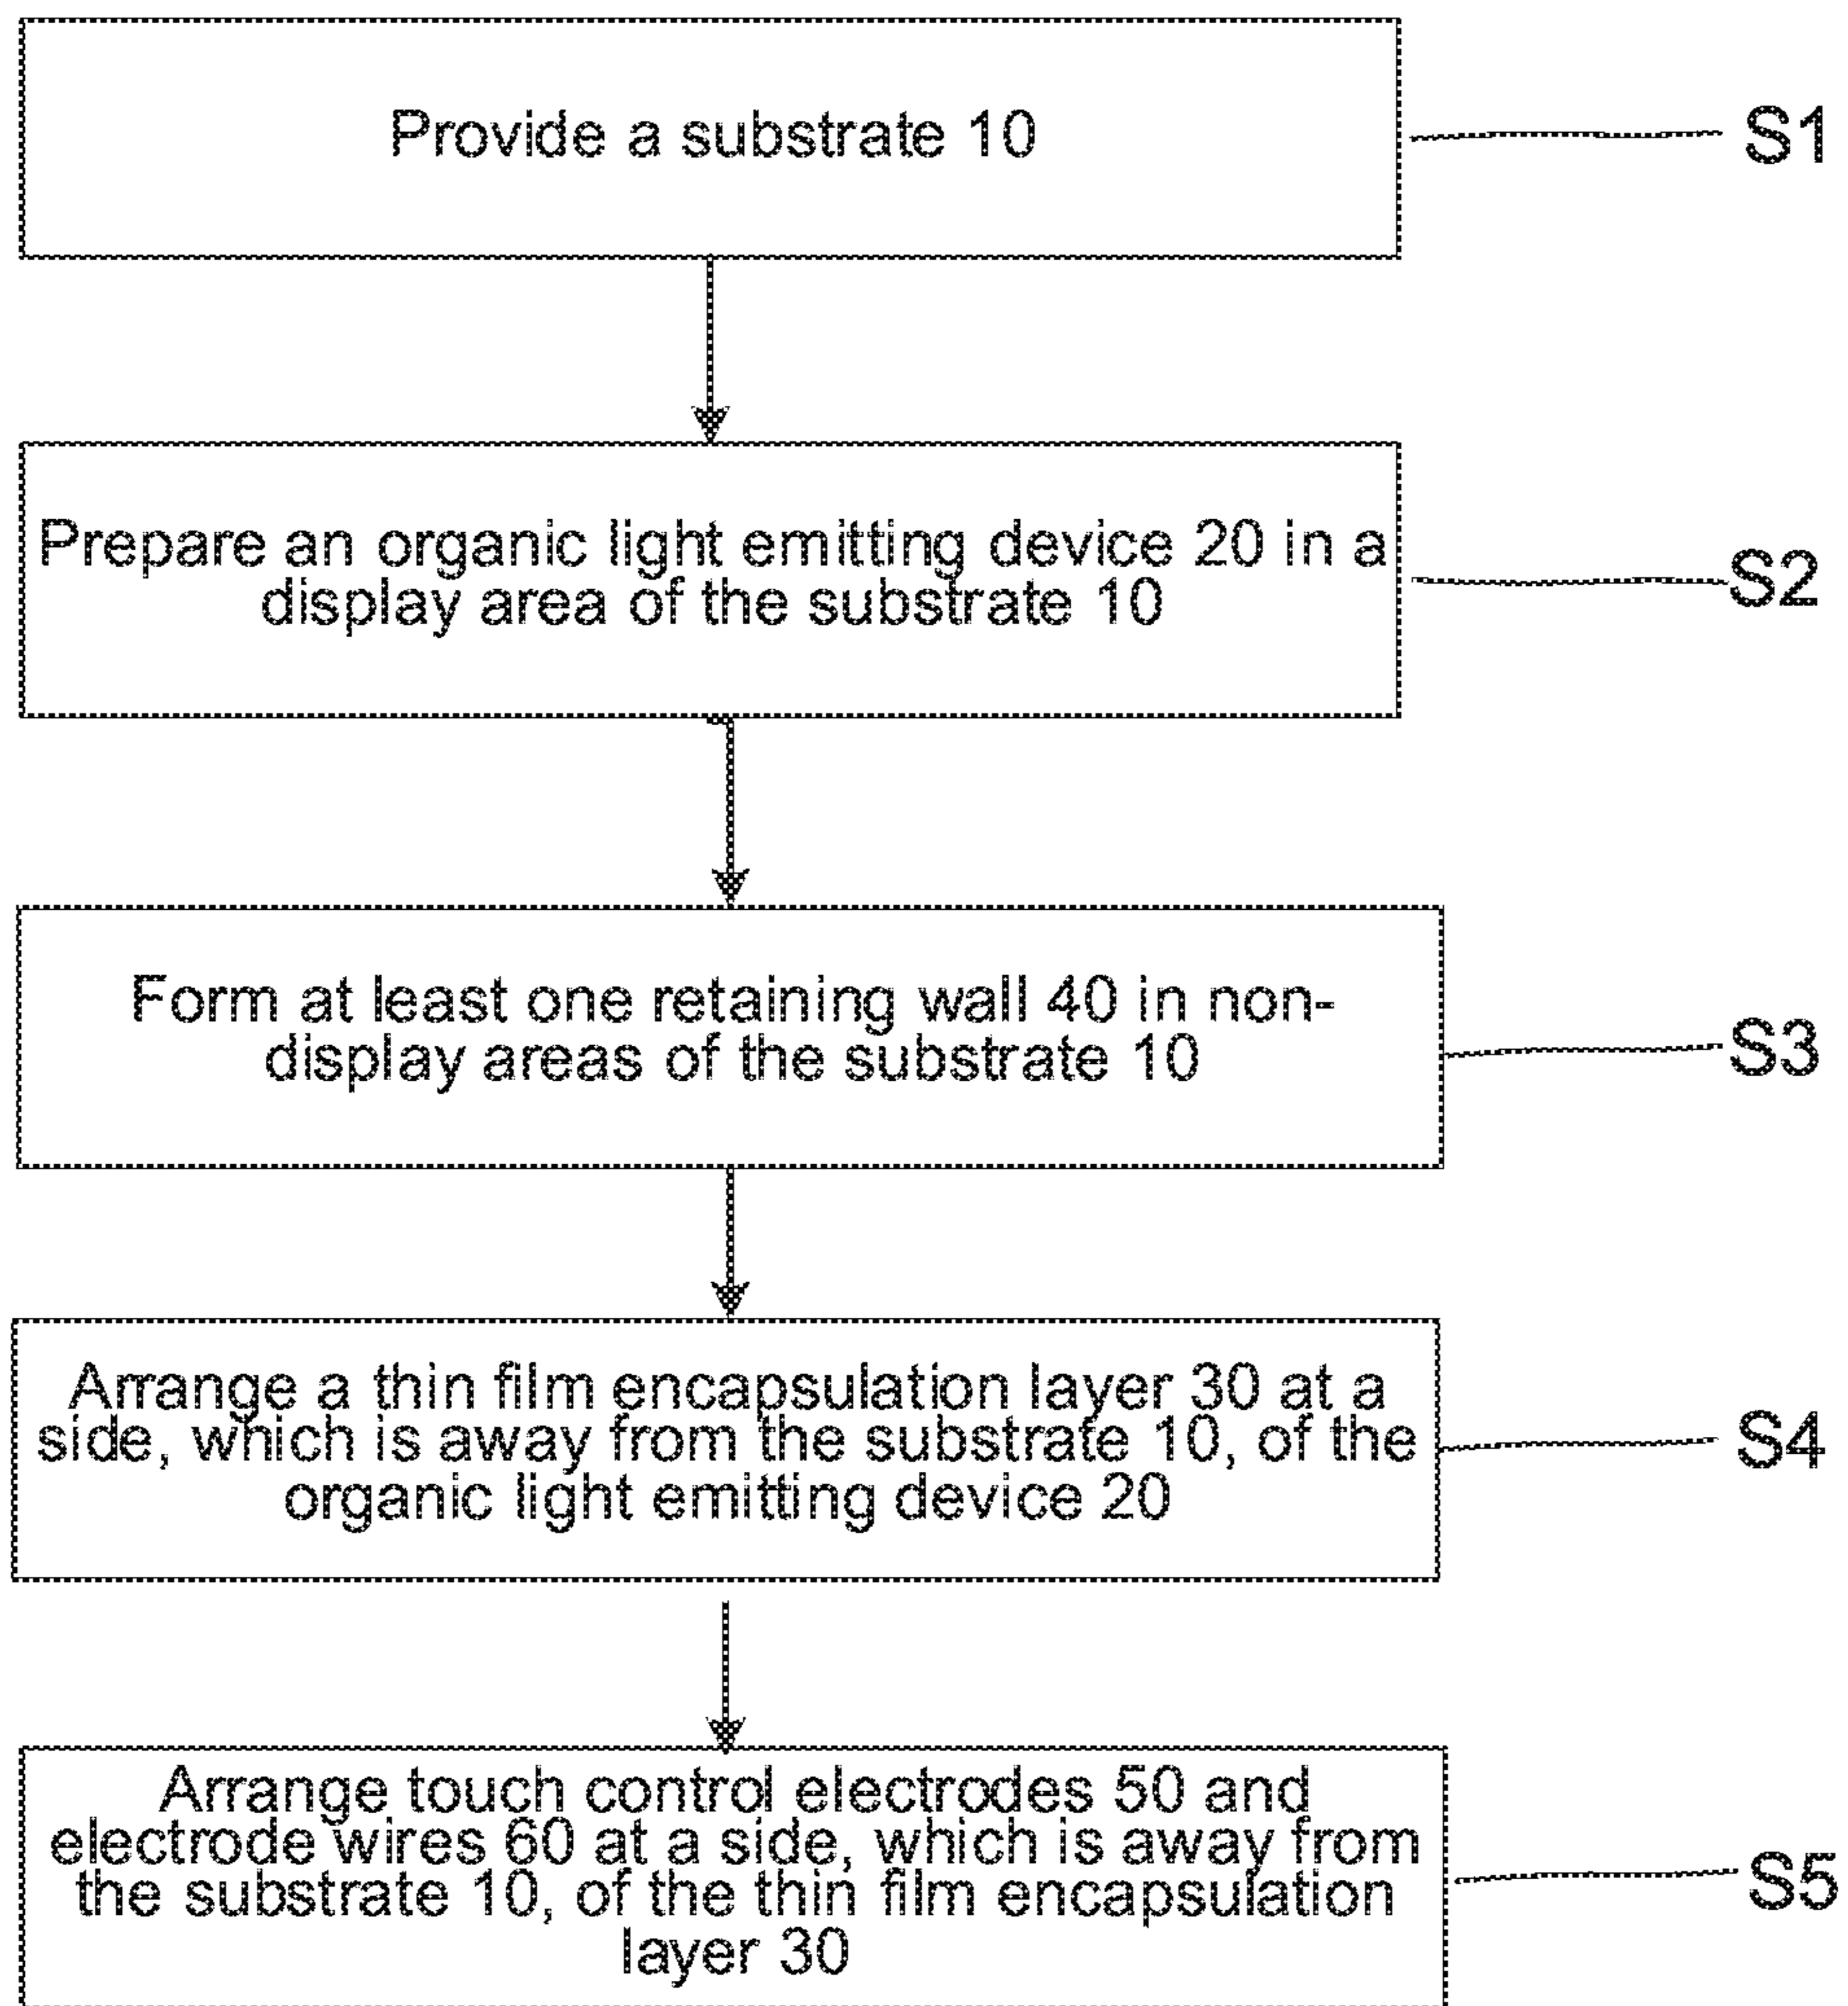 Provide a substrate 10
S1
Prepare an organic light emitting device 20 in a
display area of the substrate 10
S2
Form at least one retaining wall 40 in non-
display areas of the substrate 10
S3
Arrange a thin film encapsulation layer 30 at a
side, which is away from the substrate 10, of the
organic light emitting device 20
S4
Arrange touch control electrodes 50 and
electrode wires 60 at a side, which is away from
the substrate 10, of the thin film encapsulation
layer 30
S5